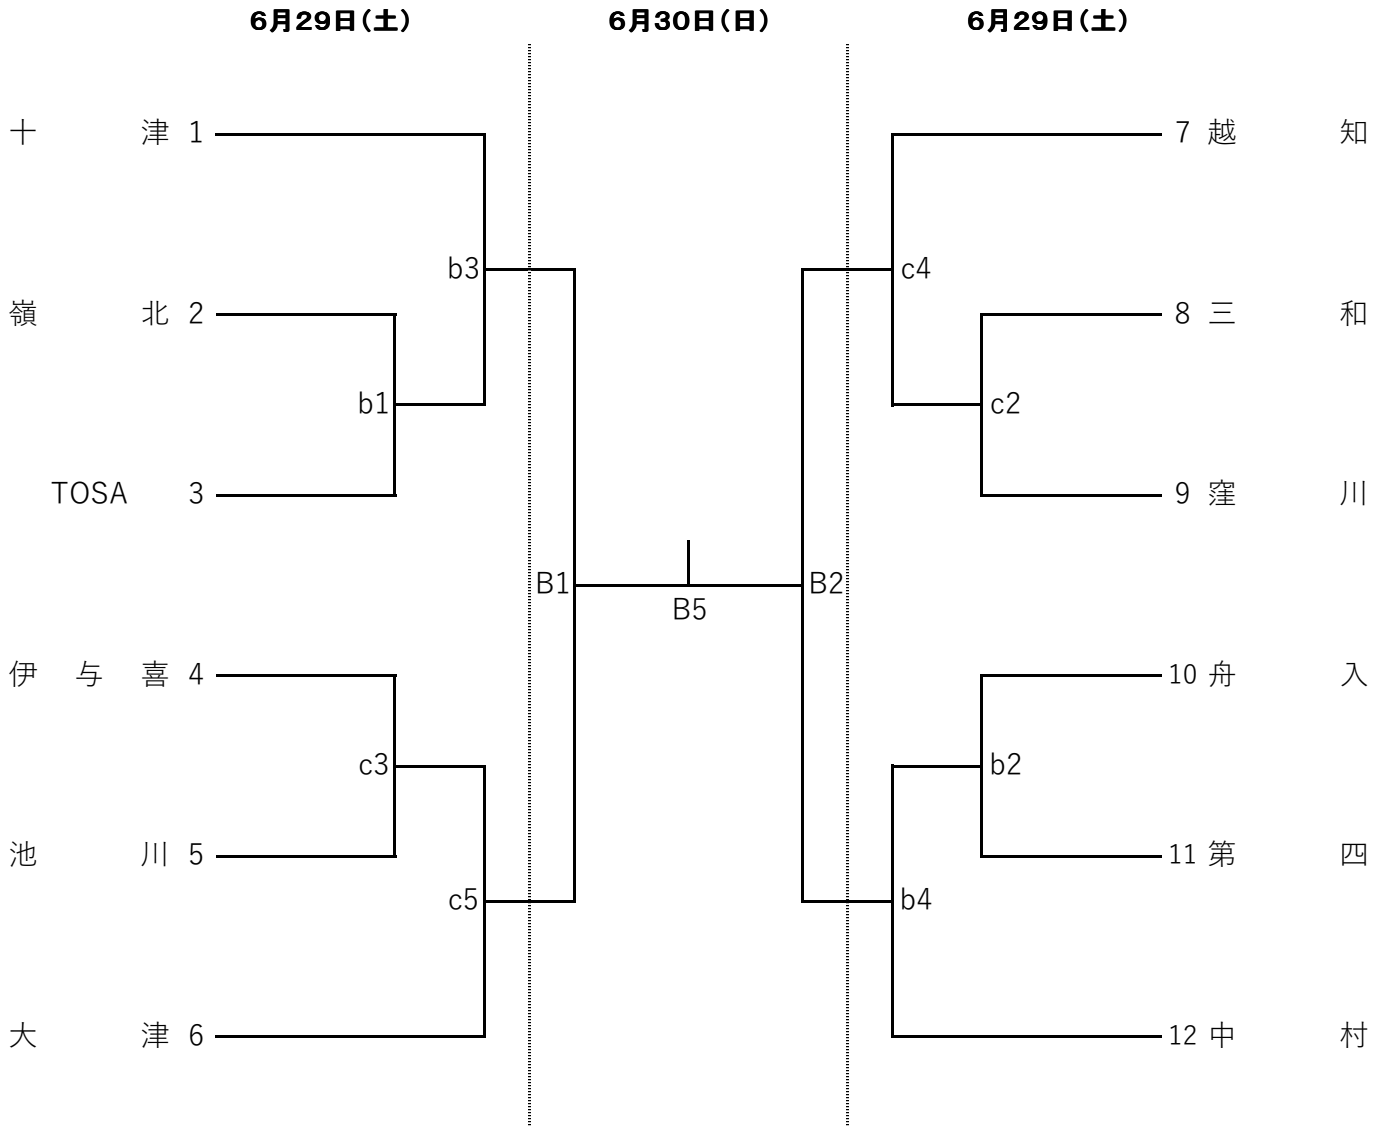 6月29日(土) 6月30日(日) 6月29日(土)
十津 1
7 越知
b3
c4
嶺北 2
8 三和
b1
c2
TOSA 3
9 窪川
B1
B2
B5
伊与喜 4
10 舟入
c3
b2
池川 5
11 第四
c5
b4
大津 6
12 中村